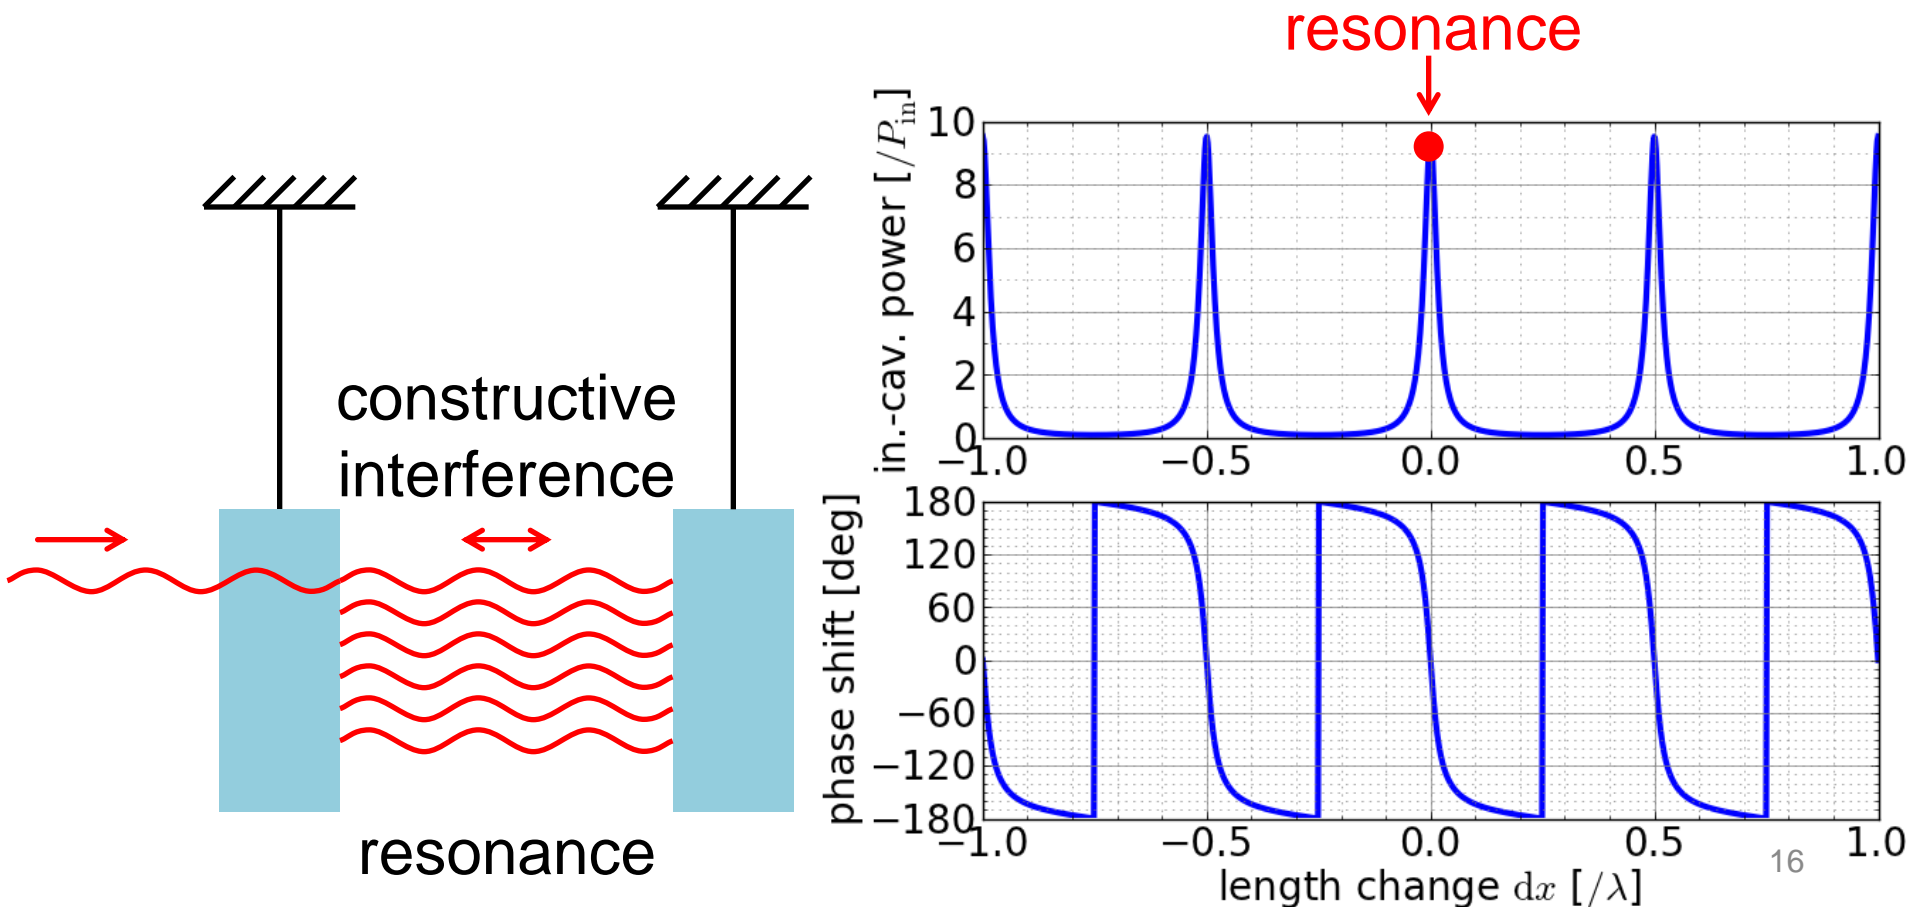 resonance
constructive
interference
resonance
in.-cav. power [/P_in]
10
8
6
4
2
0
−1.0 −0.5 0.0 0.5 1.0
phase shift [deg]
180
120
60
0
−60
−120
−180
−1.0 −0.5 0.0 0.5 1.0
length change dx [/λ]
16